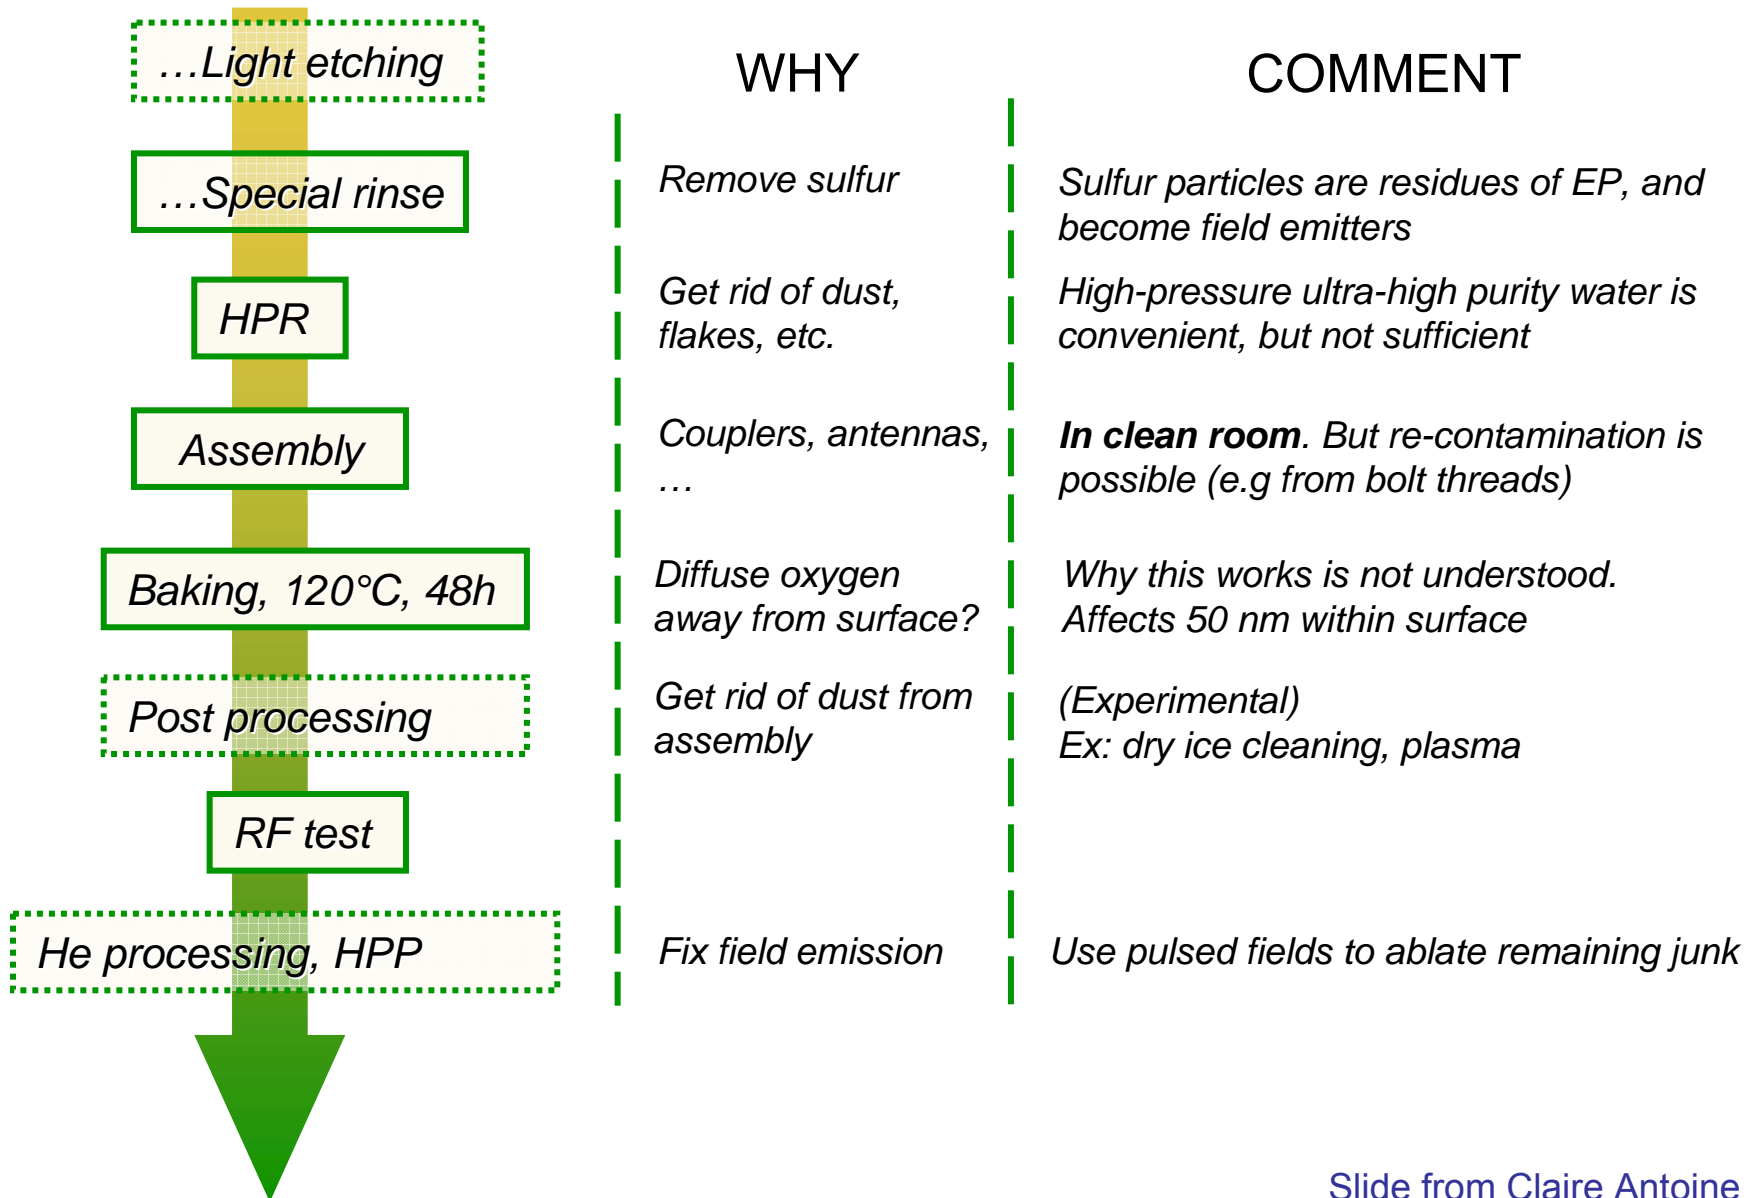 …Light etching
WHY
COMMENT
…Special rinse
Remove sulfur
Sulfur particles are residues of EP, and
become field emitters
HPR
Get rid of dust,
flakes, etc.
High-pressure ultra-high purity water is
convenient, but not sufficient
Assembly
Couplers, antennas,
…
In clean room. But re-contamination is
possible (e.g from bolt threads)
Baking, 120°C, 48h
Diffuse oxygen
away from surface?
Why this works is not understood.
Affects 50 nm within surface
Post processing
Get rid of dust from
assembly
(Experimental)
Ex: dry ice cleaning, plasma
RF test
He processing, HPP
Fix field emission
Use pulsed fields to ablate remaining junk
Slide from Claire Antoine